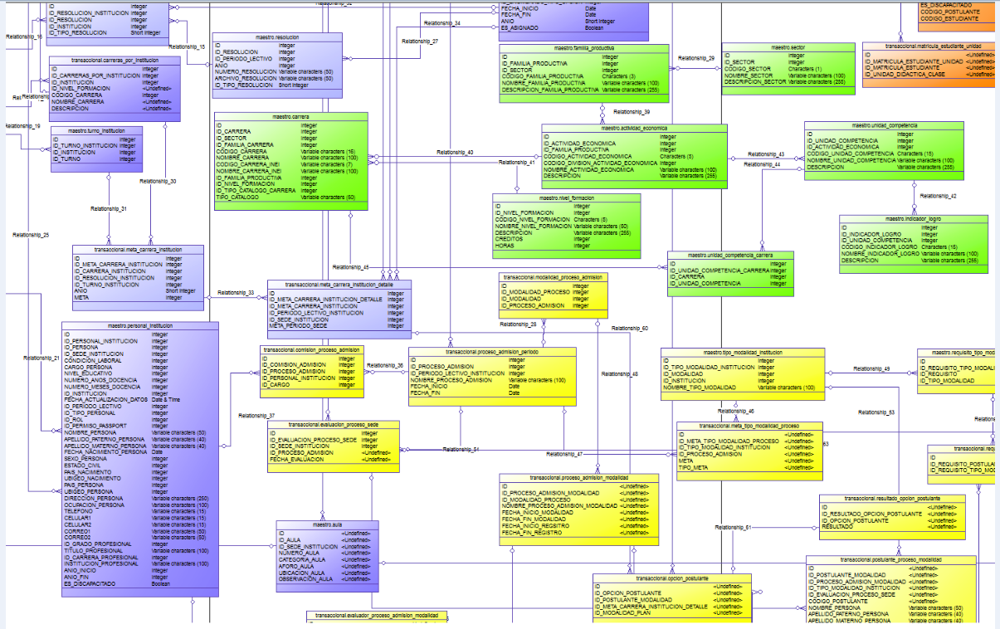 ID Integer
ID_RESOLUCION_INSTITUCION Integer
ID_RESOLUCION Integer
ID_INSTITUCION Integer
ID_TIPO_RESOLUCION Short Integer
Relationship_15
Relationship_19
transaccional.carreras_por_institucion
ID Integer
ID_CARRERAS_POR_INSTITUCION Integer
ID_INSTITUCION Integer
ID_NIVEL_FORMACION <Undefined>
CODIGO_CARRERA Integer
NOMBRE_CARRERA <Undefined>
DESCRIPCION <Undefined>
maestro.turno_institucion
ID Integer
ID_TURNO_INSTITUCION Integer
ID_INSTITUCION Integer
ID_TURNO Integer
Relationship_30
Relationship_31
Relationship_25
maestro.resolucion
ID Integer
ID_RESOLUCION Integer
ID_PERIODO_LECTIVO Integer
ANIO Integer
NUMERO_RESOLUCION Variable characters (50)
ARCHIVO_RESOLUCION Variable characters (50)
ID_TIPO_RESOLUCION Short Integer
Relationship_34
Relationship_27
FECHA_INICIO Date
FECHA_FIN Date
ANIO Short Integer
ES_ASIGNADO Boolean
maestro.familia_productiva
ID Integer
ID_FAMILIA_PRODUCTIVA Integer
ID_SECTOR Integer
CODIGO_FAMILIA_PRODUCTIVA Characters (3)
NOMBRE_FAMILIA_PRODUCTIVA Variable characters (100)
DESCRIPCION_FAMILIA_PRODUCTIVA Variable characters (255)
Relationship_29
maestro.sector
ID Integer
ID_SECTOR Integer
CODIGO_SECTOR Characters (1)
NOMBRE_SECTOR Variable characters (100)
DESCRIPCION_SECTOR Variable characters (255)
ES_DISCAPACITADO
CODIGO_POSTULANTE
CODIGO_ESTUDIANTE
transaccional.matricula_estudiante_unidad
ID <Undefined>
ID_MATRICULA_ESTUDIANTE_UNIDAD <Undefined>
ID_MATRICULA_ESTUDIANTE <Undefined>
ID_UNIDAD_DIDACTICA_CLASE <Undefined>
Relationship_39
maestro.carrera
ID Integer
ID_CARRERA Integer
ID_SECTOR Integer
ID_FAMILIA_CARRERA Integer
CODIGO_CARRERA Variable characters (15)
NOMBRE_CARRERA Variable characters (100)
CODIGO_CARRERA_INEI Variable characters (7)
NOMBRE_CARRERA_INEI Variable characters (100)
ID_FAMILIA_PRODUCTIVA Integer
ID_NIVEL_FORMACION Integer
ID_TIPO_CATALOGO_CARRERA Integer
TIPO_CATALOGO Variable characters (50)
Relationship_40
Relationship_41
maestro.actividad_economica
ID Integer
ID_ACTIVIDAD_ECONOMICA Integer
ID_FAMILIA_PRODUCTIVA Integer
CODIGO_ACTIVIDAD_ECONOMICA Characters (5)
CODIGO_DIVISION_ACTIVIDAD_ECONOMICA Integer
NOMBRE_ACTIVIDAD_ECONOMICA Variable characters (100)
DESCRIPCION Variable characters (255)
Relationship_43
Relationship_44
maestro.unidad_competencia
ID Integer
ID_UNIDAD_COMPETENCIA Integer
ID_ACTIVIDAD_ECONOMICA Integer
CODIGO_UNIDAD_COMPETENCIA Characters (15)
NOMBRE_UNIDAD_COMPETENCIA Variable characters (100)
DESCRIPCION Variable characters (255)
Relationship_42
maestro.nivel_formacion
ID Integer
ID_NIVEL_FORMACION Integer
CODIGO_NIVEL_FORMACION Characters (5)
NOMBRE_NIVEL_FORMACION Variable characters (50)
DESCRIPCION Variable characters (255)
CREDITOS Integer
HORAS Integer
maestro.indicador_logro
ID Integer
ID_INDICADOR_LOGRO Integer
ID_UNIDAD_COMPETENCIA Integer
CODIGO_INDICADOR_LOGRO Characters (15)
NOMBRE_INDICADOR_LOGRO Variable characters (100)
DESCRIPCION Variable characters (255)
transaccional.meta_carrera_institucion
ID Integer
ID_META_CARRERA_INSTITUCION Integer
ID_CARRERA_INSTITUCION Integer
ID_RESOLUCION_INSTITUCION Integer
ID_TURNO_INSTITUCION Integer
ANIO Short Integer
META Integer
Relationship_45
Relationship_33
maestro.unidad_competencia_carrera
ID Integer
ID_UNIDAD_COMPETENCIA_CARRERA Integer
ID_CARRERA Integer
ID_UNIDAD_COMPETENCIA Integer
trasnsaccional.meta_carrera_institucion_detalle
ID Integer
ID_META_CARRERA_INSTITUCION_DETALLE Integer
ID_META_CARRERA_INSTITUCION Integer
ID_PERIODO_LECTIVO_INSTITUCION Integer
ID_SEDE_INSTITUCION Integer
META_PERIODO_SEDE Integer
transaccional.modalidad_proceso_admision
ID Integer
ID_MODALIDAD_PROCESO Integer
ID_MODALIDAD Integer
ID_PROCESO_ADMISION Integer
Relationship_28
Relationship_60
maestro.personal_institucion
ID Integer
ID_PERSONAL_INSTITUCION Integer
ID_PERSONA Integer
ID_SEDE_INSTITUCION Integer
CONDICION_LABORAL Integer
CARGO_PERSONA Integer
NIVEL_EDUCATIVO Integer
NUMERO_ANOS_DOCENCIA Integer
NUMERO_MESES_DOCENCIA Integer
ID_INSTITUCION Integer
FECHA_ACTUALIZACION_DATOS Date & Time
ID_PERIODO_LECTIVO Integer
ID_TIPO_PERSONAL Integer
ID_ROL Integer
ID_PERMISO_PASSPORT Integer
NOMBRE_PERSONA Variable characters (50)
APELLIDO_PATERNO_PERSONA Variable characters (40)
APELLIDO_MATERNO_PERSONA Variable characters (40)
FECHA_NACIMIENTO_PERSONA Date
SEXO_PERSONA Integer
ESTADO_CIVIL Integer
PAIS_NACIMIENTO Integer
UBIGEO_NACIMIENTO Integer
PAIS_PERSONA Integer
UBIGEO_PERSONA Integer
DIRECCION_PERSONA Variable characters (250)
OCUPACION_PERSONA Variable characters (100)
TELEFONO Variable characters (15)
CELULAR1 Variable characters (15)
CELULAR2 Variable characters (15)
CORREO1 Variable characters (50)
CORREO2 Variable characters (50)
ID_GRADO_PROFESIONAL Integer
TITULO_PROFESIONAL Variable characters (100)
ID_CARRERA_PROFESIONAL Integer
INSTITUCION_PROFESIONAL Variable characters (100)
ANIO_INICIO Integer
ANIO_FIN Integer
ES_DISCAPACITADO Boolean
Relationship_21
transaccional.comision_proceso_admision
ID Integer
ID_COMISION_ADMISION Integer
ID_PROCESO_ADMISION Integer
ID_PERSONAL_INSTITUCION Integer
ID_CARGO Integer
Relationship_36
transaccional.proceso_admision_periodo
ID Integer
ID_PROCESO_ADMISION Integer
ID_PERIODO_LECTIVO_INSTITUCION Integer
NOMBRE_PROCESO_ADMISION Variable characters (100)
FECHA_INICIO Date
FECHA_FIN Date
Relationship_48
maestro.tipo_modalidad_institucion
ID Integer
ID_TIPO_MODALIDAD_INSTITUCION Integer
ID_MODALIDAD Integer
ID_INSTITUCION Integer
NOMBRE_TIPO_MODALIDAD Variable characters (100)
Relationship_49
maestro.requisito_tipo_mod
ID
ID_REQUISITO_TIPO_MODALI
ID_REQUISITO
ID_TIPO_MODALIDAD
Relationship_46
Relationship_53
Relationship_37
transaccional.evaluacion_proceso_sede
ID Integer
ID_EVALUACION_PROCESO_SEDE Integer
ID_SEDE_INSTITUCION Integer
ID_PROCESO_ADMISION <Undefined>
FECHA_EVALUACION <Undefined>
Relationship_47
transaccional.meta_tipo_modalidad_proceso
ID <Undefined>
ID_META_TIPO_MODALIDAD_PROCESO <Undefined>
ID_TIPO_MODALIDAD_INSTITUCION <Undefined>
ID_PROCESO_ADMISION <Undefined>
META <Undefined>
TIPO_META <Undefined>
63
transaccional.requ
ID
ID_REQUISITO_POSTULA
ID_REQUISITO_TIPO_MOD
transaccional.proceso_admision_modalidad
ID <Undefined>
ID_PROCESO_ADMISION_MODALIDAD <Undefined>
ID_MODALIDAD_PROCESO <Undefined>
NOMBRE_PROCESO_ADMISION_MODALIDAD <Undefined>
FECHA_INICIO_MODALIDAD <Undefined>
FECHA_FIN_MODALIDAD <Undefined>
FECHA_INICIO_REGISTRO <Undefined>
FECHA_FIN_REGISTRO <Undefined>
transaccional.resultado_opcion_postulante
ID <Undefined>
ID_RESULTADO_OPCION_POSTULANTE <Undefined>
ID_OPCION_POSTULANTE <Undefined>
RESULTADO <Undefined>
Relationship_61
maestro.aula
ID <Undefined>
ID_AULA <Undefined>
ID_SEDE_INSTITUCION <Undefined>
NUMERO_AULA <Undefined>
CATEGORIA_AULA <Undefined>
AFORO_AULA <Undefined>
UBICACION_AULA <Undefined>
OBSERVACION_AULA <Undefined>
transaccional.opcion_postulante
ID <Undefined>
ID_OPCION_POSTULANTE <Undefined>
ID_POSTULANTE_MODALIDAD <Undefined>
ID_META_CARRERA_INSTITUCION_DETALLE <Undefined>
ID_MODALIDAD_PLAN <Undefined>
transaccional.postulante_proceso_modalidad
ID <Undefined>
ID_POSTULANTE_MODALIDAD <Undefined>
ID_PROCESO_ADMISION_MODALIDAD <Undefined>
ID_TIPO_MODALIDAD_INSTITUCION <Undefined>
ID_EVALUACION_PROCESO_SEDE <Undefined>
CODIGO_POSTULANTE <Undefined>
NOMBRE_PERSONA Variable characters (50)
APELLIDO_PATERNO_PERSONA Variable characters (40)
APELLIDO_MATERNO_PERSONA Variable characters (40)
transaccional.evaluador_proceso_admision_modalidad